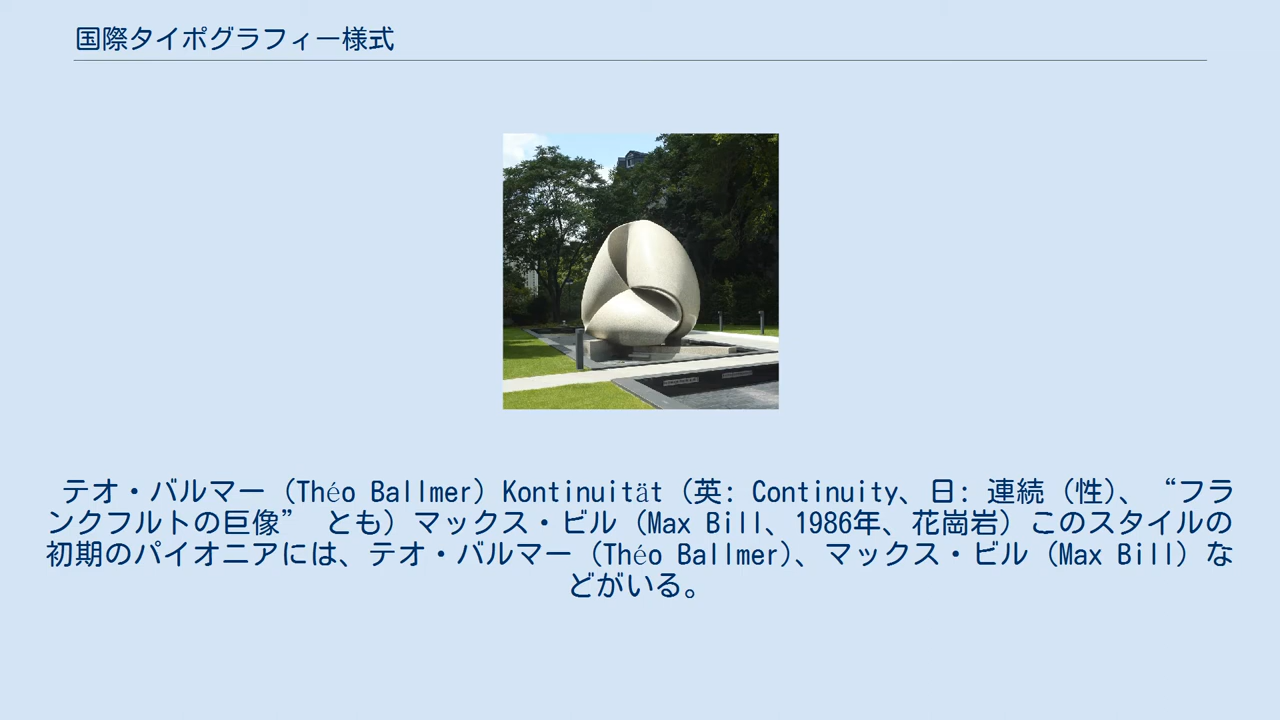 国際タイポグラフィー様式
テオ・バルマー（Théo Ballmer）Kontinuität（英: Continuity、日: 連続（性）、“フラ
ンクフルトの巨像” とも）マックス・ビル（Max Bill、1986年、花崗岩）このスタイルの
初期のパイオニアには、テオ・バルマー（Théo Ballmer）、マックス・ビル（Max Bill）な
どがいる。